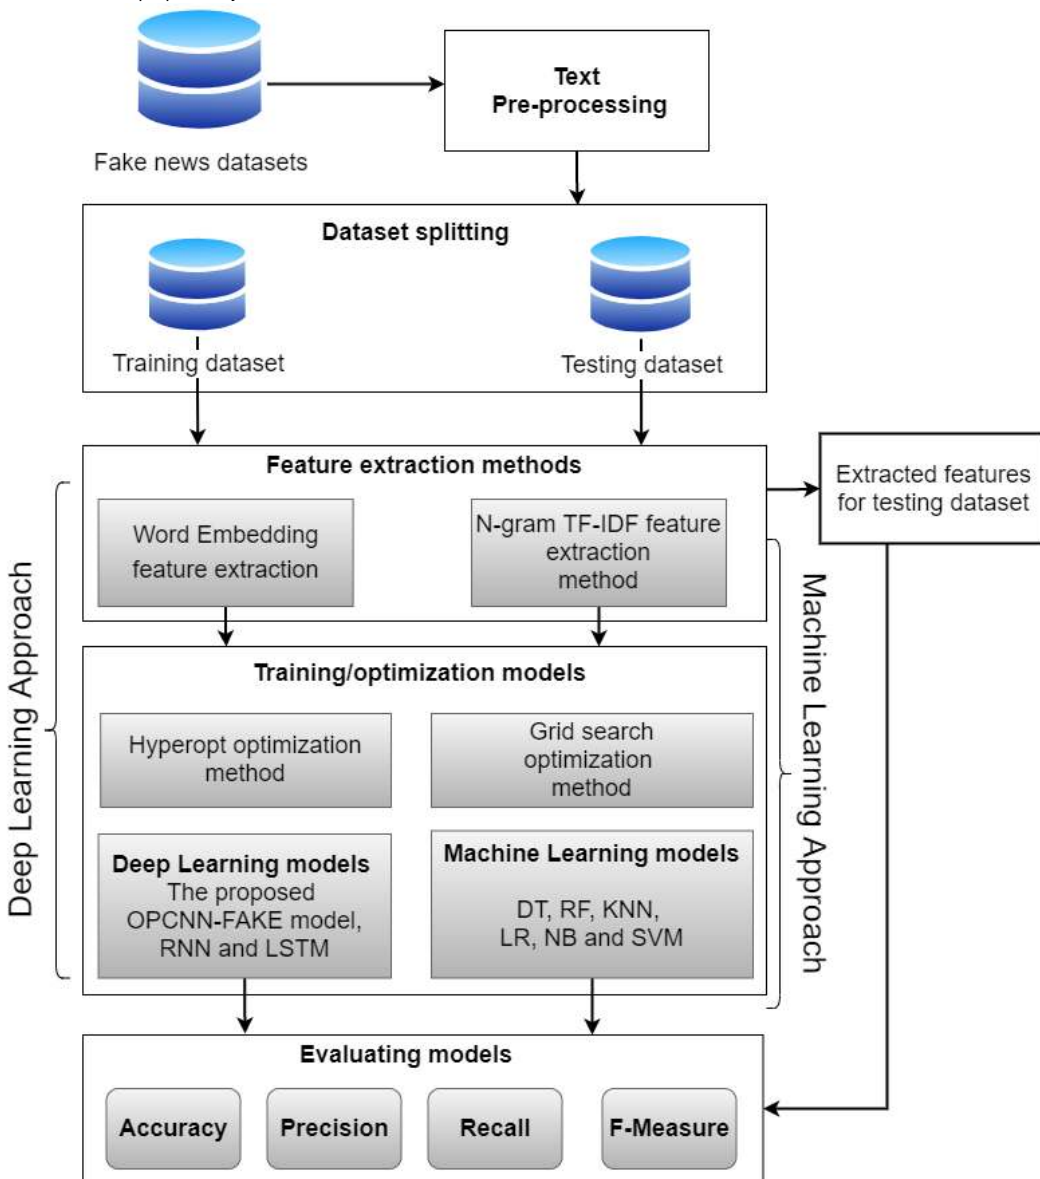 Text
Pre-processing
Fake news datasets
Dataset splitting
Training dataset
Testing dataset
Feature extraction methods
Word Embedding
feature extraction
N-gram TF-IDF feature
extraction
method
Extracted features
for testing dataset
Deep Learning Approach
Machine Learning Approach
Training/optimization models
Hyperopt optimization
method
Grid search
optimization
method
Deep Learning models
The proposed
OPCNN-FAKE model,
RNN and LSTM
Machine Learning models
DT, RF, KNN,
LR, NB and SVM
Evaluating models
Accuracy
Precision
Recall
F-Measure